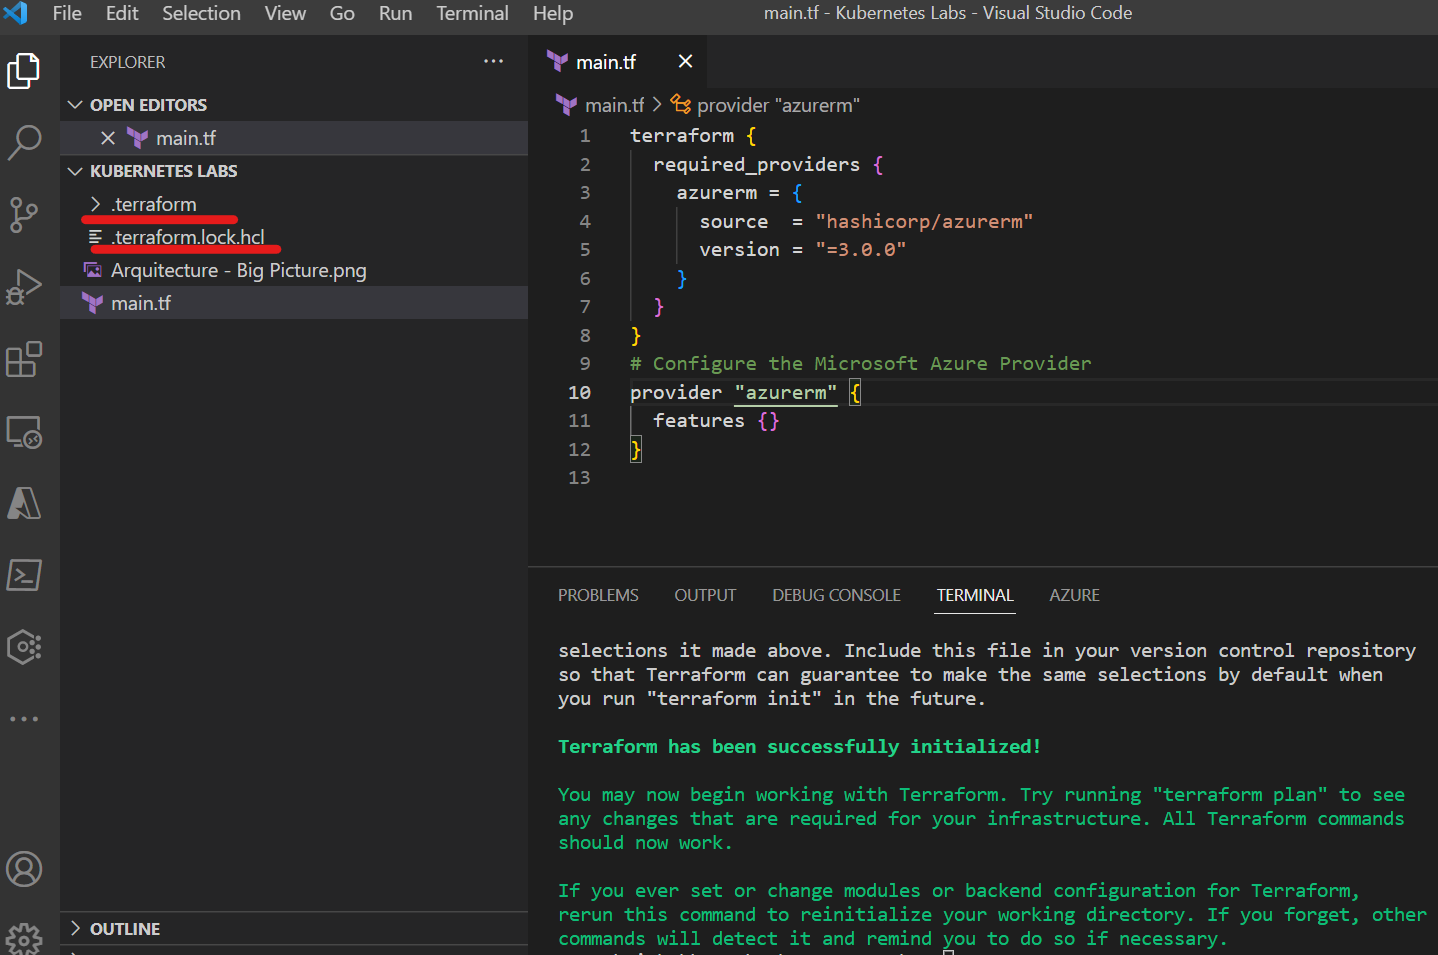 File Edit Selection View Go Run Terminal Help main.tf - Kubernetes Labs - Visual Studio Code
EXPLORER
OPEN EDITORS
main.tf
KUBERNETES LABS
.terraform
.terraform.lock.hcl
Arquitecture - Big Picture.png
main.tf
OUTLINE
main.tf
main.tf > provider "azurerm"
1 terraform {
2 required_providers {
3 azurerm = {
4 source = "hashicorp/azurerm"
5 version = "=3.0.0"
6 }
7 }
8 }
9 # Configure the Microsoft Azure Provider
10 provider "azurerm" {
11 features {}
12 }
13
PROBLEMS OUTPUT DEBUG CONSOLE TERMINAL AZURE
selections it made above. Include this file in your version control repository
so that Terraform can guarantee to make the same selections by default when
you run "terraform init" in the future.
Terraform has been successfully initialized!
You may now begin working with Terraform. Try running "terraform plan" to see
any changes that are required for your infrastructure. All Terraform commands
should now work.
If you ever set or change modules or backend configuration for Terraform,
rerun this command to reinitialize your working directory. If you forget, other
commands will detect it and remind you to do so if necessary.